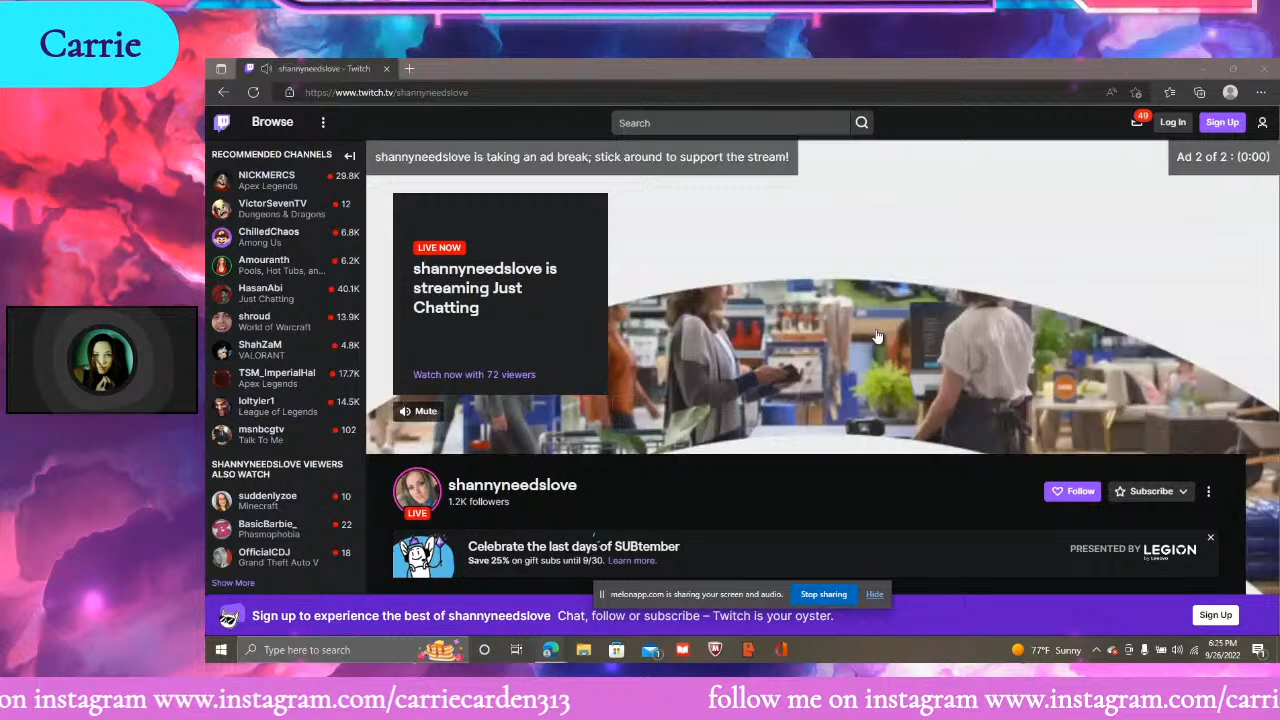 Carrie
shannyneedslove - Twitch
https://www.twitch.tv/shannyneedslove
Browse
Search
49
Log In
Sign Up
RECOMMENDED CHANNELS
NICKMERCS
29.8K
Apex Legends
VictorSevenTV
12
Dungeons & Dragons
ChilledChaos
6.8K
Among Us
Amouranth
6.2K
Pools, Hot Tubs, an...
HasanAbi
40.1K
Just Chatting
shroud
13.9K
World of Warcraft
ShahZaM
4.8K
VALORANT
TSM_ImperialHal
17.7K
Apex Legends
loltyler1
14.5K
League of Legends
msnbcgtv
102
Talk To Me
SHANNYNEEDSLOVE VIEWERS
ALSO WATCH
suddenlyzoe
10
Minecraft
BasicBarbie_
22
Phasmophobia
OfficialCDJ
18
Grand Theft Auto V
Show More
shannyneedslove is taking an ad break; stick around to support the stream!
Ad 2 of 2 : (0:00)
LIVE NOW
shannyneedslove is
streaming Just
Chatting
Watch now with 72 viewers
Mute
shannyneedslove
1.2K followers
LIVE
Follow
Subscribe
Celebrate the last days of SUBtember
Save 25% on gift subs until 9/30. Learn more.
PRESENTED BY LEGION
by Lenovo
melonapp.com is sharing your screen and audio.
Stop sharing
Hide
Sign up to experience the best of shannyneedslove Chat, follow or subscribe – Twitch is your oyster.
Sign Up
Type here to search
77°F Sunny
6:25 PM
9/26/2022
on instagram www.instagram.com/carriecarden313
follow me on instagram www.instagram.com/carri